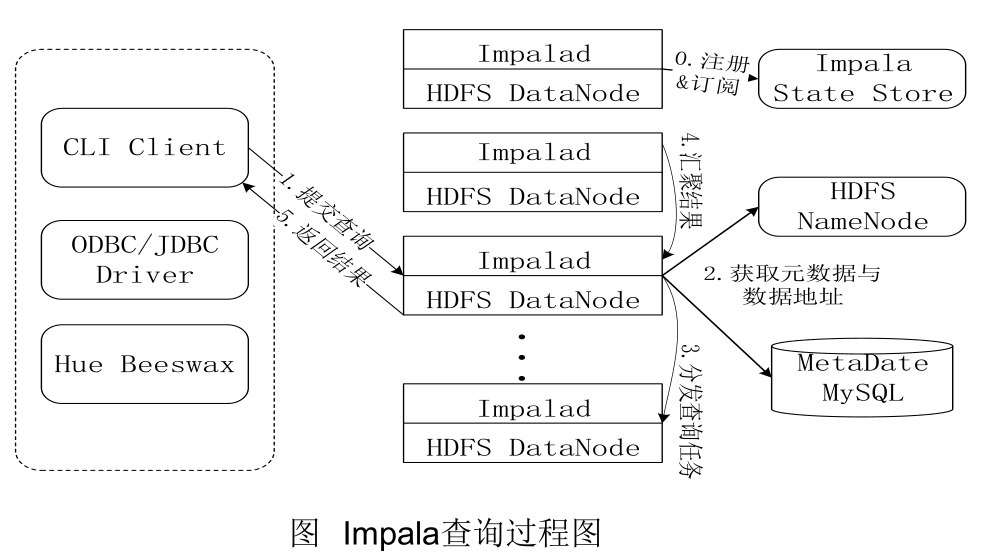 CLI Client
ODBC/JDBC
Driver
Hue Beeswax
1.提交查询
5.返回结果
Impalad
HDFS DataNode
Impalad
HDFS DataNode
Impalad
HDFS DataNode
Impalad
HDFS DataNode
0.注册
&订阅
4.汇聚结果
2.获取元数据与
数据地址
3.分发查询任务
Impala
State Store
HDFS
NameNode
MetaDate
MySQL
图 Impala查询过程图